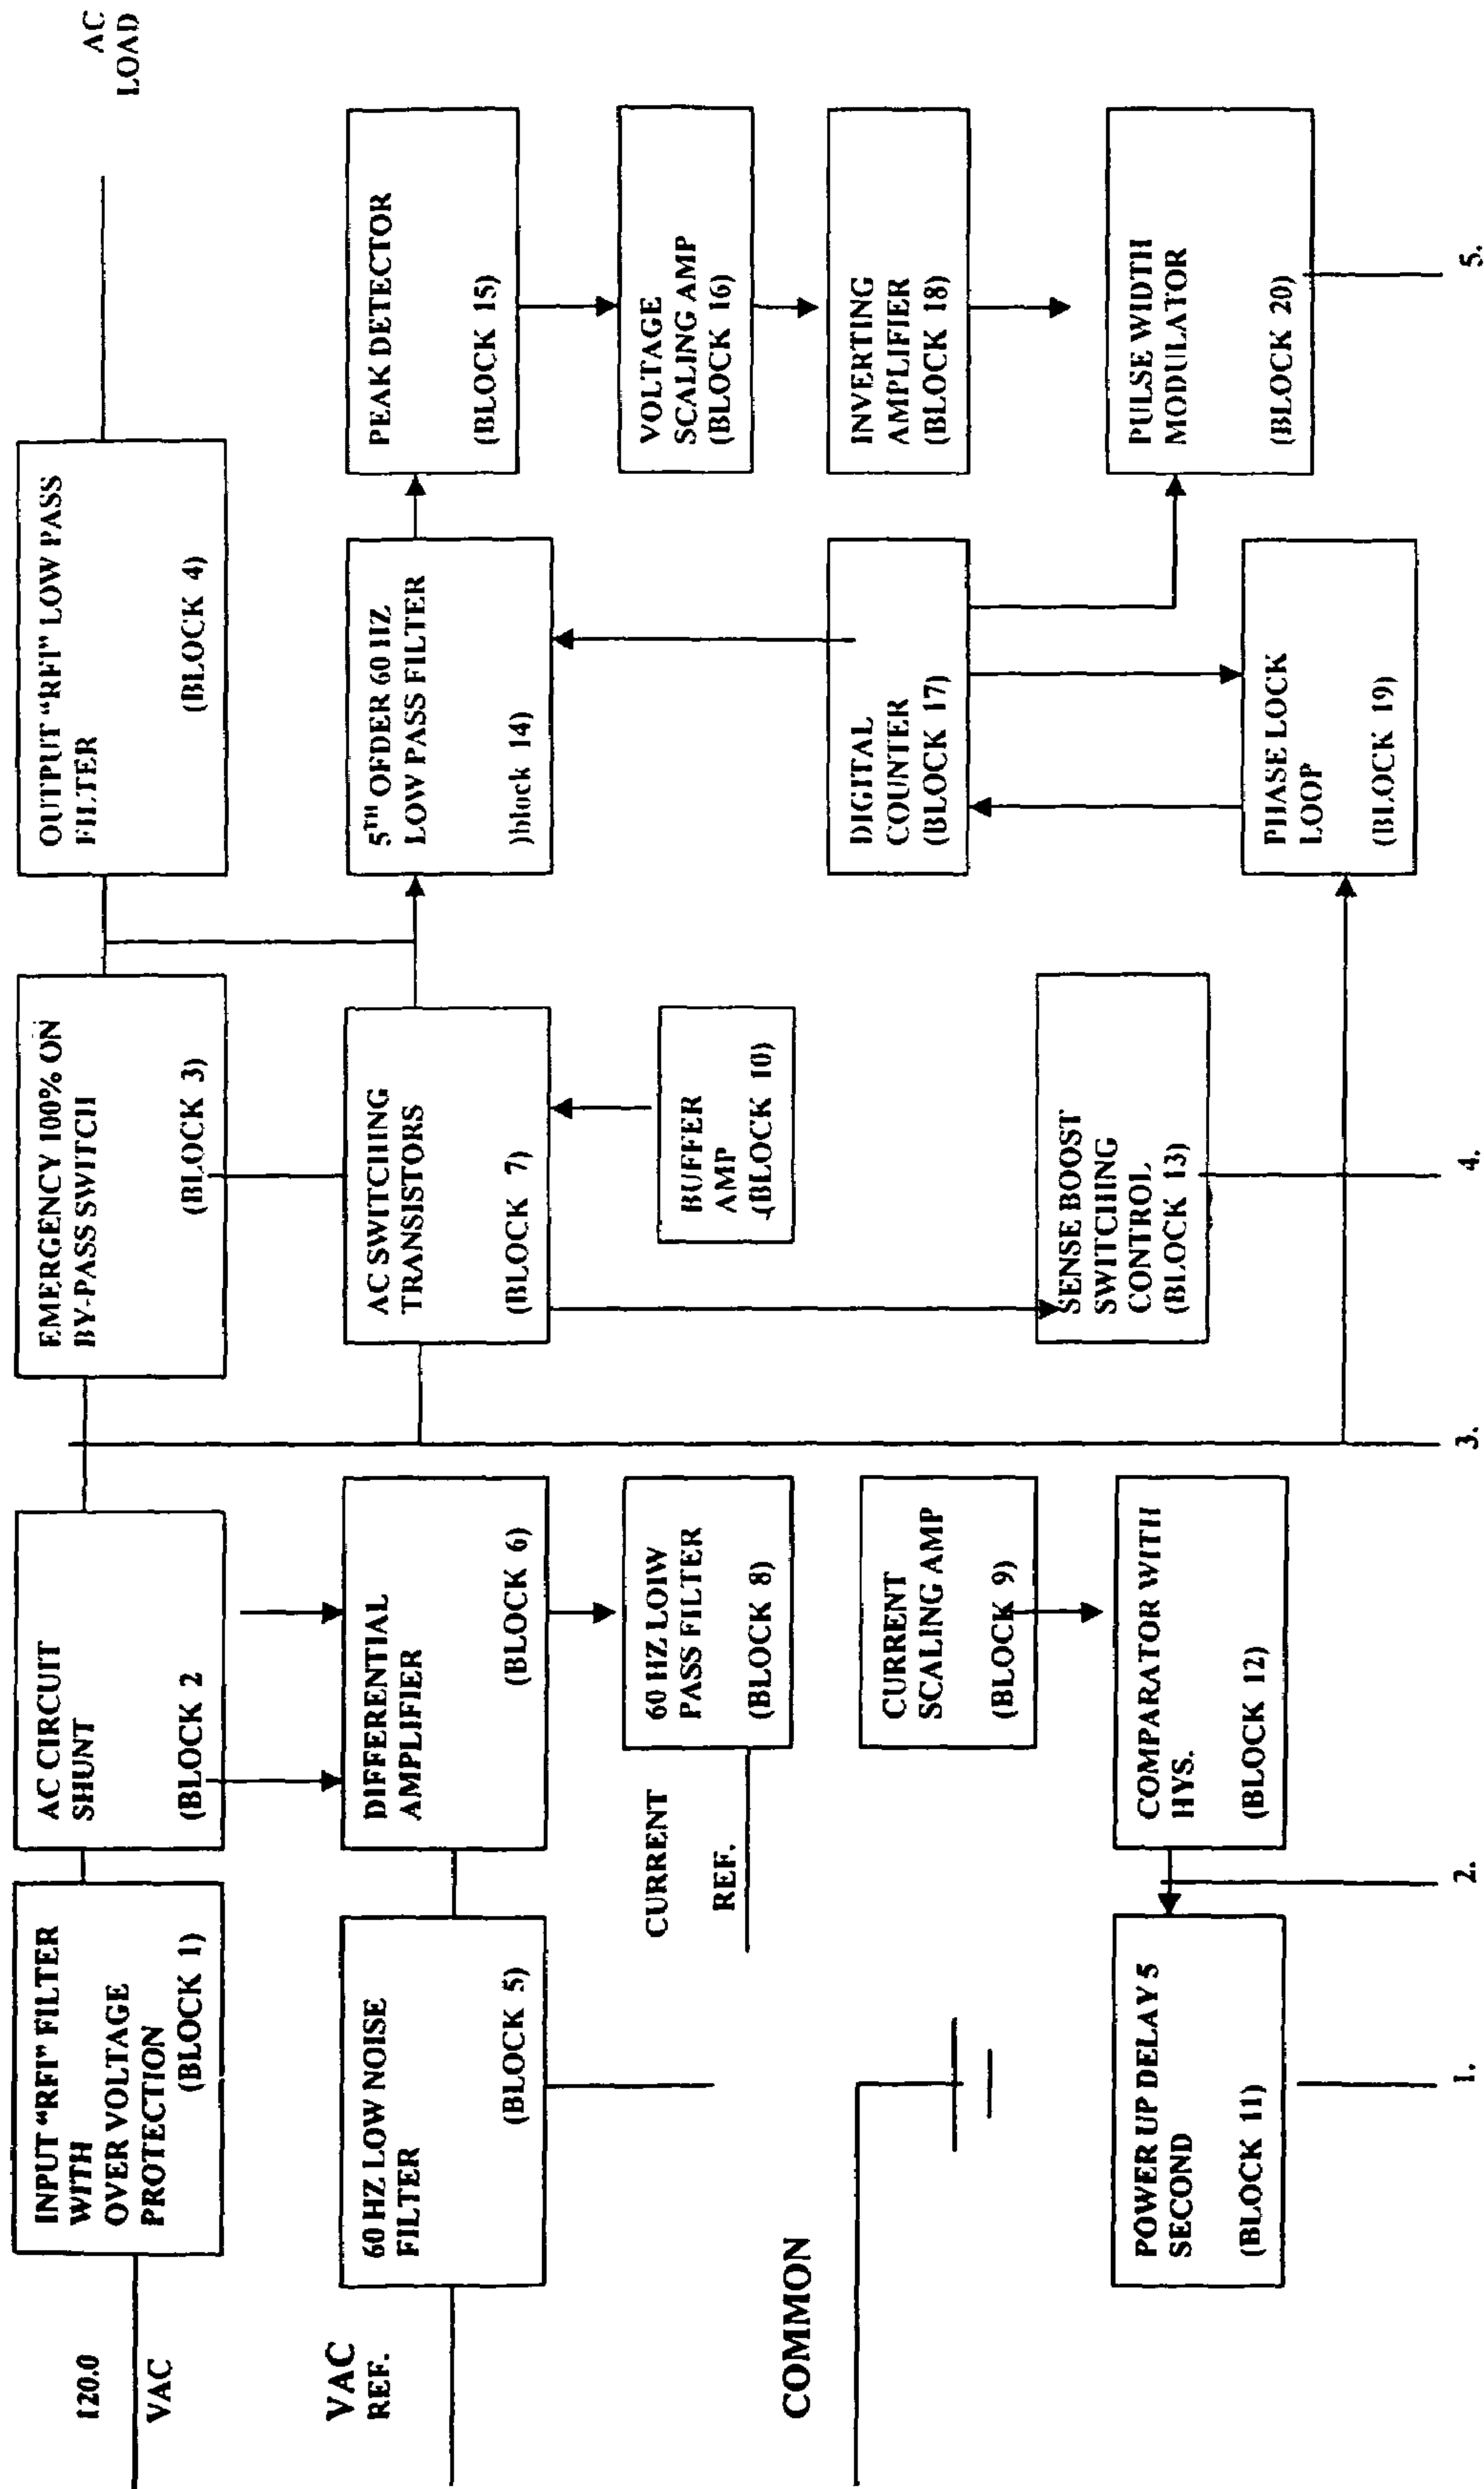 120.0
VAC
INPUT “RFI” FILTER
WITH
OVER VOLTAGE
PROTECTION
(BLOCK 1)
AC CIRCUIT
SHUNT
(BLOCK 2
EMERGENCY 100% ON
BY-PASS SWITCH
(BLOCK 3)
OUTPUT “RFI” LOW PASS
FILTER
(BLOCK 4)
AC
LOAD
VAC
REF.
60 HZ LOW NOISE
FILTER
(BLOCK 5)
DIFFERENTIAL
AMPLIFIER
(BLOCK 6)
AC SWITCHING
TRANSISTORS
(BLOCK 7)
5TH OFDER 60 HZ
LOW PASS FILTER
)block 14)
PEAK DETECTOR
(BLOCK 15)
CURRENT
REF.
60 HZ LOIW
PASS FILTER
(BLOCK 8)
BUFFER
AMP
(BLOCK 10)
VOLTAGE
SCALING AMP
(BLOCK 16)
COMMON
CURRENT
SCALING AMP
(BLOCK 9)
DIGITAL
COUNTER
(BLOCK 17)
INVERTING
AMPLIFIER
(BLOCK 18)
POWER UP DELAY 5
SECOND
(BLOCK 11)
COMPARATOR WITH
HYS.
(BLOCK 12)
SENSE BOOST
SWITCHING
CONTROL
(BLOCK 13)
PHASE LOCK
LOOP
(BLOCK 19)
PULSE WIDTH
MODULATOR
(BLOCK 20)
1.
2.
3.
4.
5.